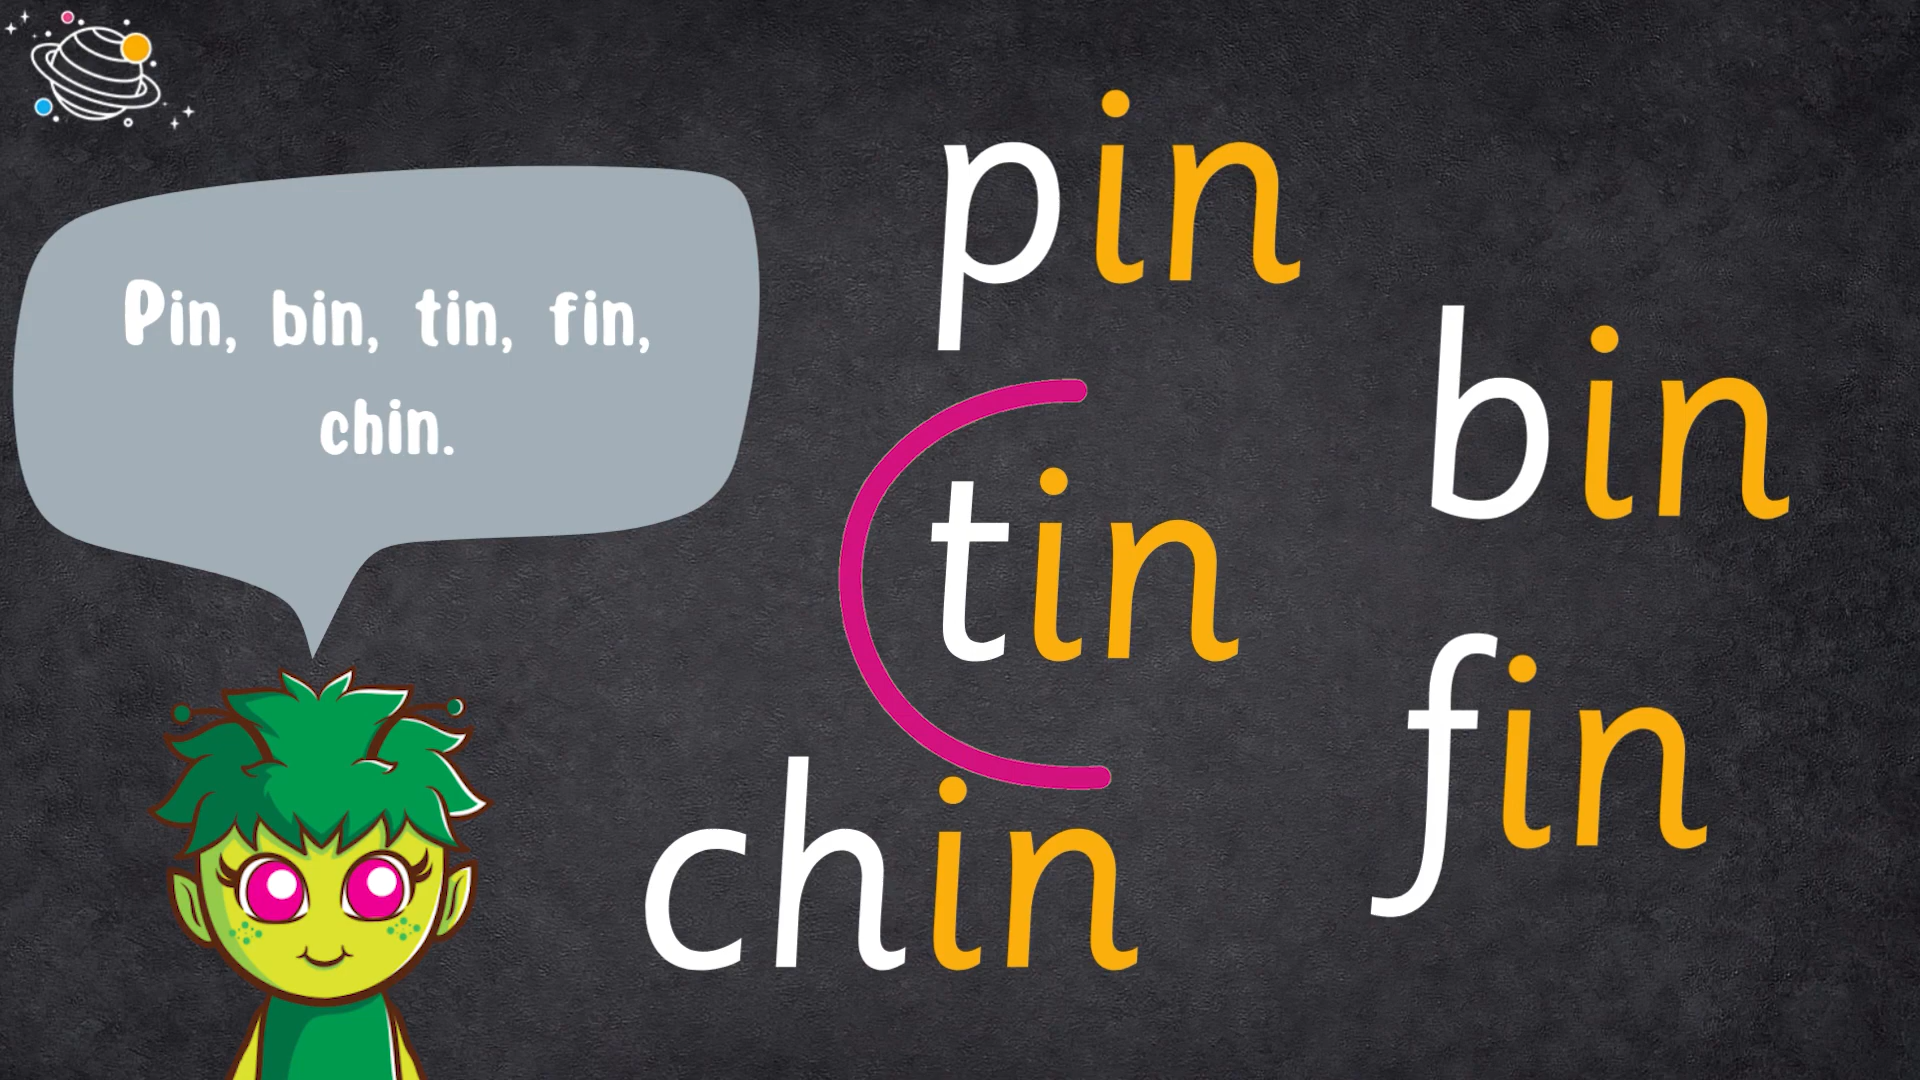 Pin, bin, tin, fin,
chin.
pin
bin
tin
fin
chin